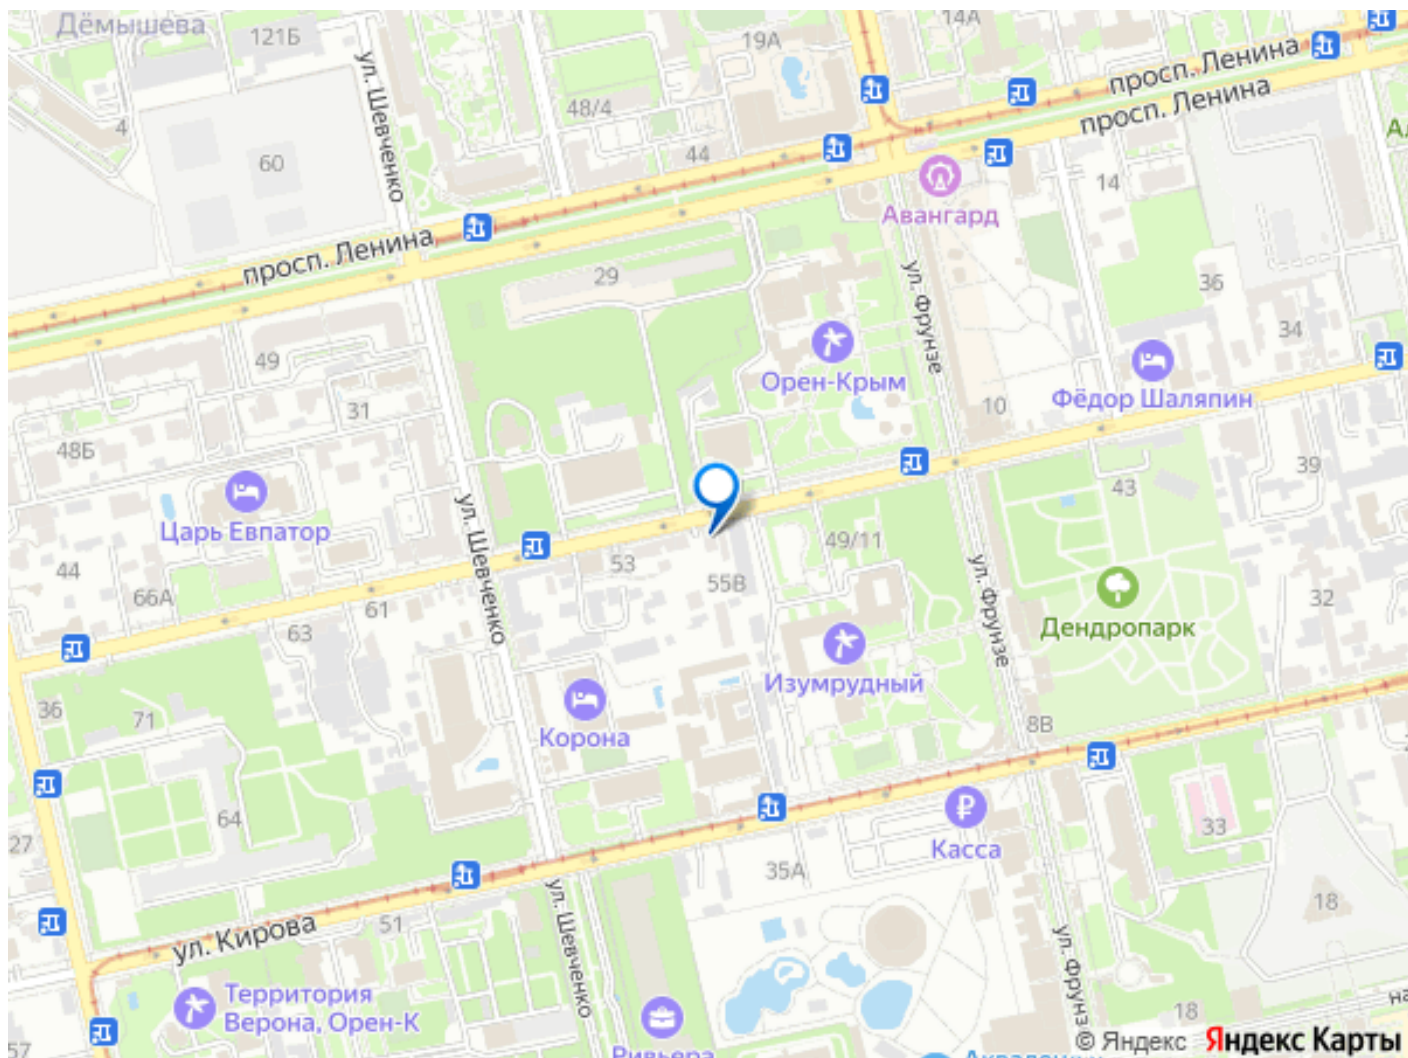 Дёмышева
121Б
14А
19А
просп. Ленина
просп. Ленина
ул. Шевченко
48/4
4
60
44
14
Авангард
просп. Ленина
29
ул. Фрунзе
36
34
49
Орен-Крым
Фёдор Шаляпин
31
10
48Б
39
43
Царь Евпатор
ул. Шевченко
49/11
53
44
66А
55В
61
ул. Фрунзе
32
63
Дендропарк
Изумрудный
36
71
Корона
8В
64
27
33
Касса
35А
ул. Кирова
51
ул. Шевченко
18
ул. Фрунзе
Территория
Верона, Орен-К
18
на
57
Ривьера
© Яндекс Яндекс Карты